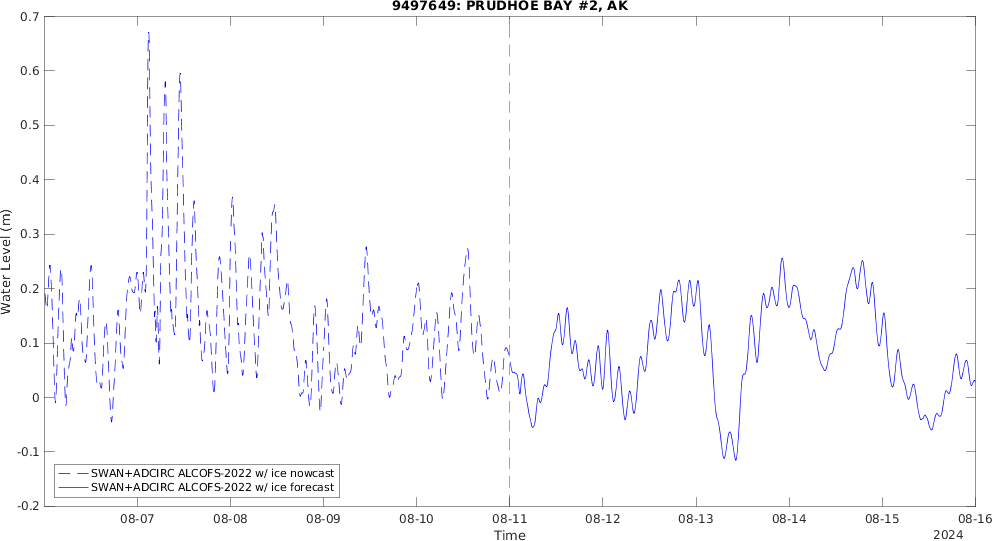 9497649: PRUDHOE BAY #2, AK
0.7
0.6
0.5
0.4
0.3
0.2
0.1
0
-0.1
-0.2
Water Level (m)
SWAN+ADCIRC ALCOFS-2022 w/ ice nowcast
SWAN+ADCIRC ALCOFS-2022 w/ ice forecast
08-07 08-08 08-09 08-10 08-11 08-12 08-13 08-14 08-15 08-16
Time
2024